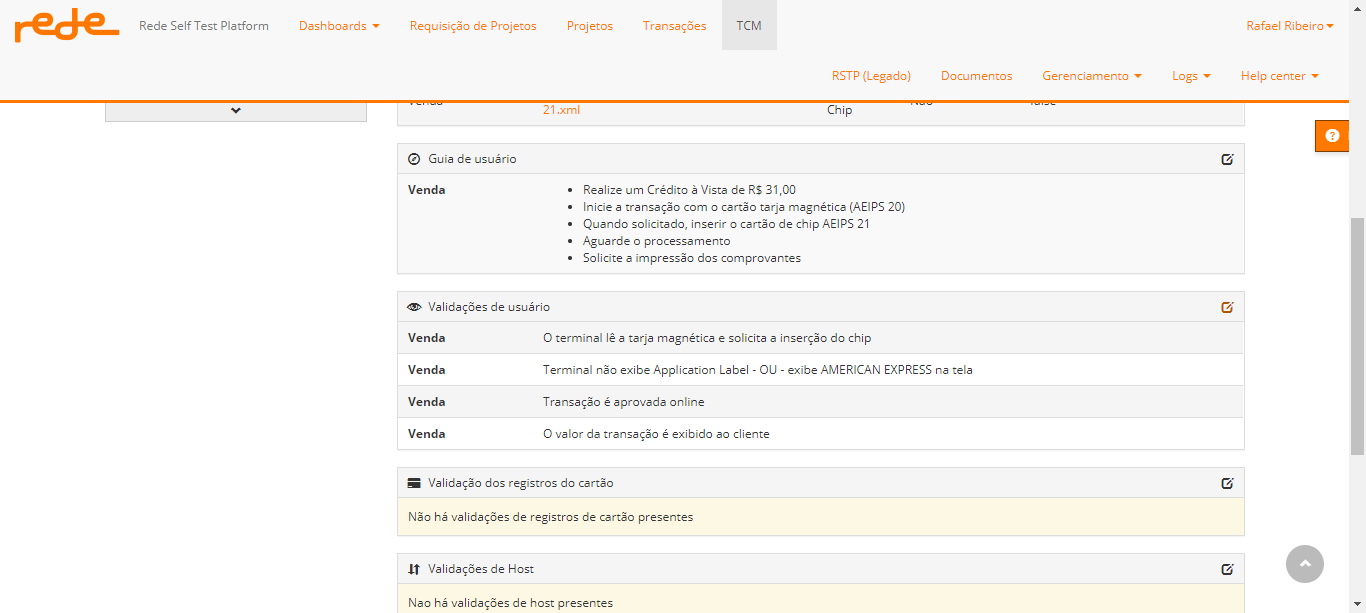 rede Rede Self Test Platform Dashboards Requisição de Projetos Projetos Transações TCM Rafael Ribeiro
RSTP (Legado) Documentos Gerenciamento Logs Help center
21.xml Chip
Guia de usuário
Venda
Realize um Crédito à Vista de R$ 31,00
Inicie a transação com o cartão tarja magnética (AEIPS 20)
Quando solicitado, inserir o cartão de chip AEIPS 21
Aguarde o processamento
Solicite a impressão dos comprovantes
Validações de usuário
Venda O terminal lê a tarja magnética e solicita a inserção do chip
Venda Terminal não exibe Application Label - OU - exibe AMERICAN EXPRESS na tela
Venda Transação é aprovada online
Venda O valor da transação é exibido ao cliente
Validação dos registros do cartão
Não há validações de registros de cartão presentes
Validações de Host
Nao há validações de host presentes